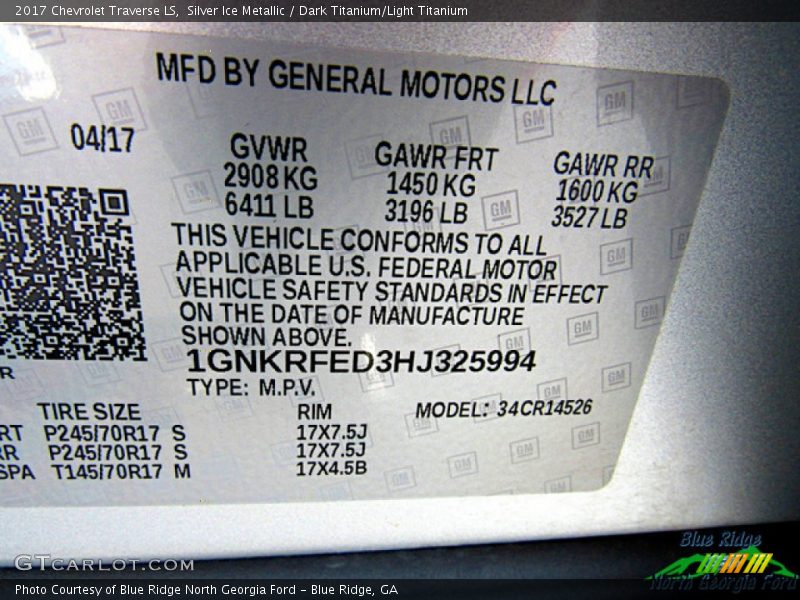 2017 Chevrolet Traverse LS, Silver Ice Metallic / Dark Titanium/Light Titanium
MFD BY GENERAL MOTORS LLC
04/17
GVWR GAWR FRT GAWR RR
2908 KG 1450 KG 1600 KG
6411 LB 3196 LB 3527 LB
THIS VEHICLE CONFORMS TO ALL
APPLICABLE U.S. FEDERAL MOTOR
VEHICLE SAFETY STANDARDS IN EFFECT
ON THE DATE OF MANUFACTURE
SHOWN ABOVE.
1GNKRFED3HJ325994
R
TYPE: M.P.V.
TIRE SIZE RIM MODEL: 34CR14526
RT P245/70R17 S 17X7.5J
RR P245/70R17 S 17X7.5J
SPA T145/70R17 M 17X4.5B
GTcarlot.com
Blue Ridge
North Georgia Ford
Photo Courtesy of Blue Ridge North Georgia Ford - Blue Ridge, GA